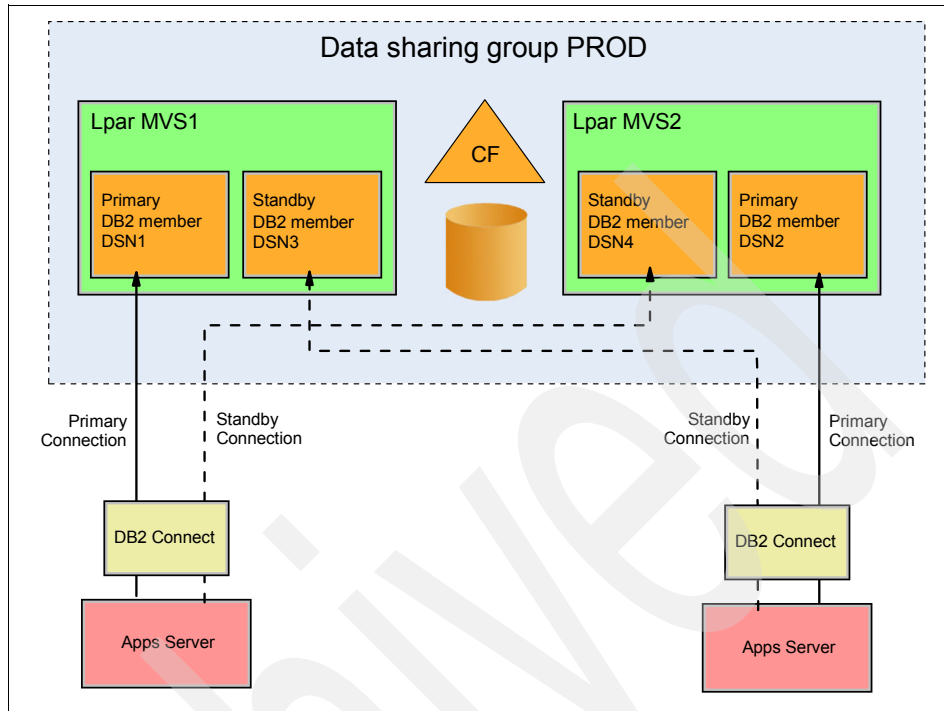 Data sharing group PROD
Lpar MVS1
Primary
DB2 member
DSN1
Standby
DB2 member
DSN3
CF
Lpar MVS2
Standby
DB2 member
DSN4
Primary
DB2 member
DSN2
Primary
Connection
Standby
Connection
Standby
Connection
Primary
Connection
DB2 Connect
DB2 Connect
Apps Server
Apps Server